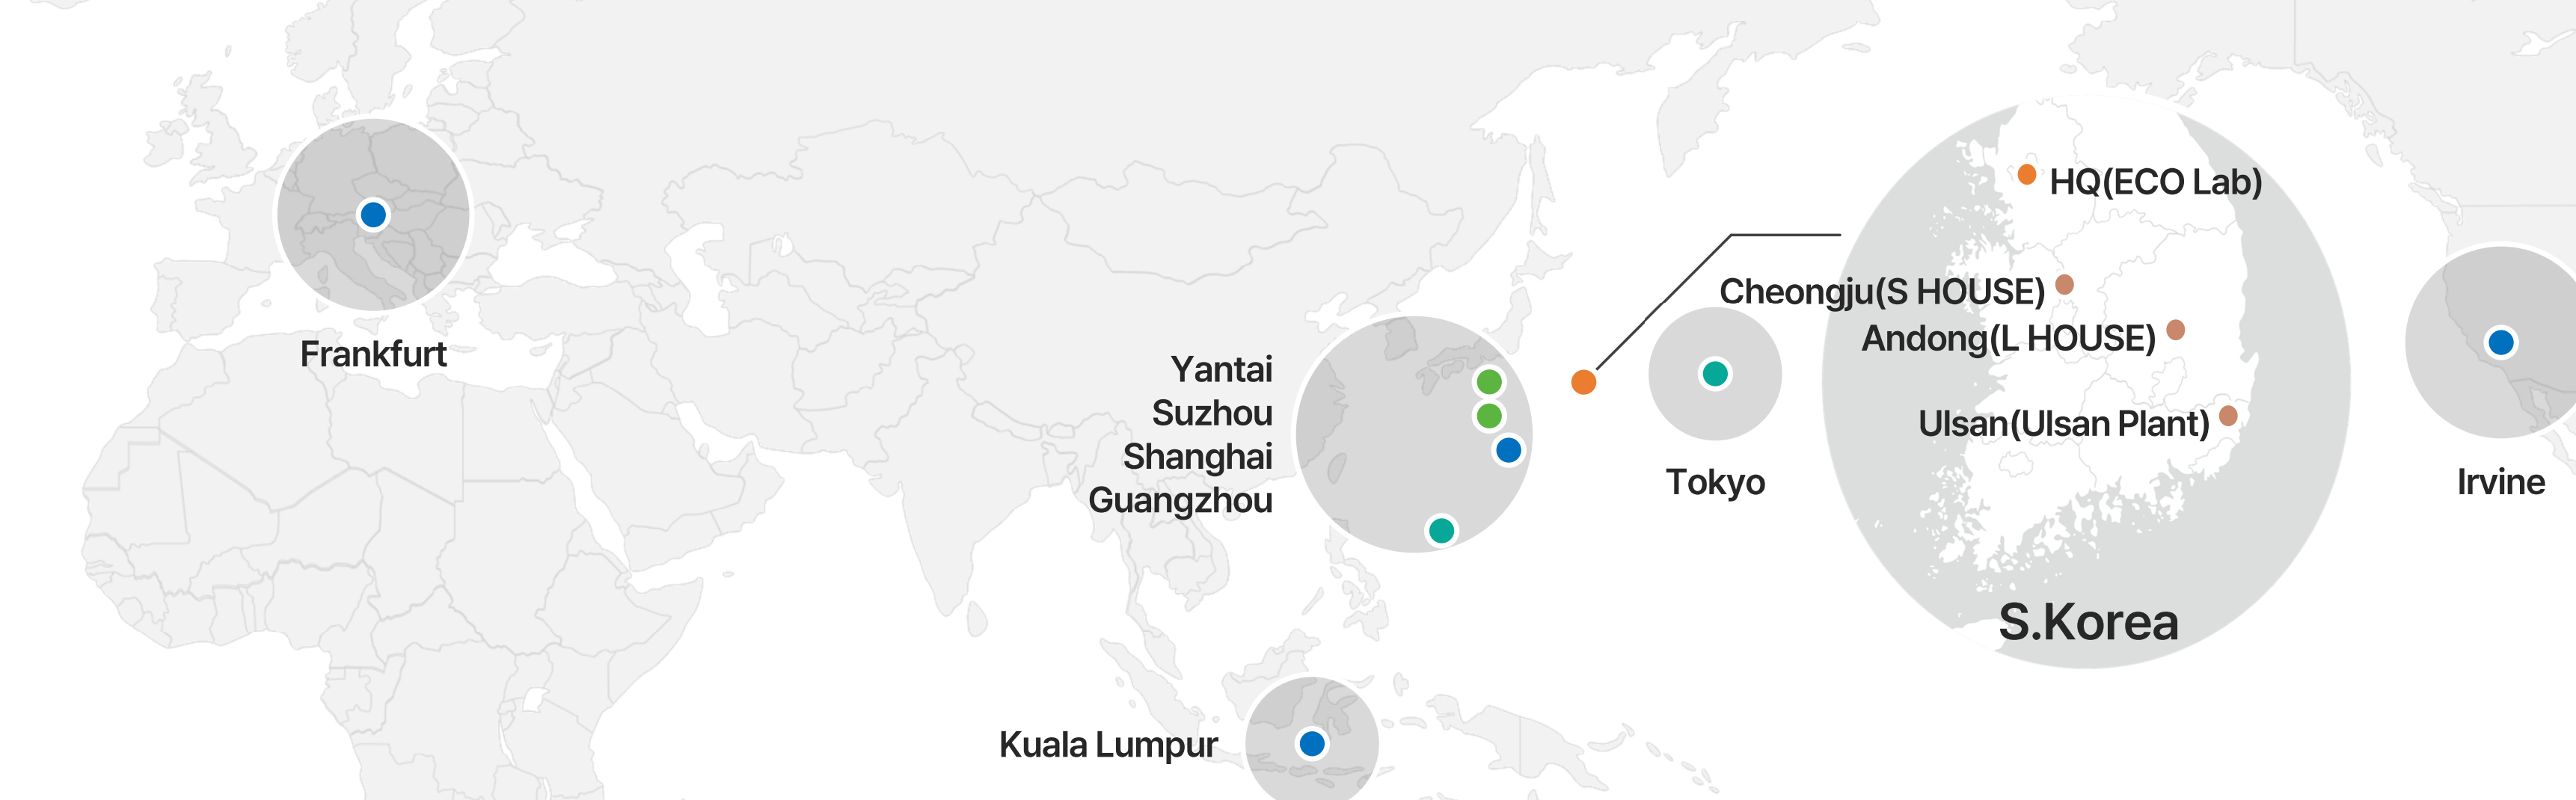 Frankfurt
Yantai
Suzhou
Shanghai
Guangzhou
Kuala Lumpur
Tokyo
HQ(ECO Lab)
Cheongju(S HOUSE)
Andong(L HOUSE)
Ulsan(Ulsan Plant)
S.Korea
Irvine